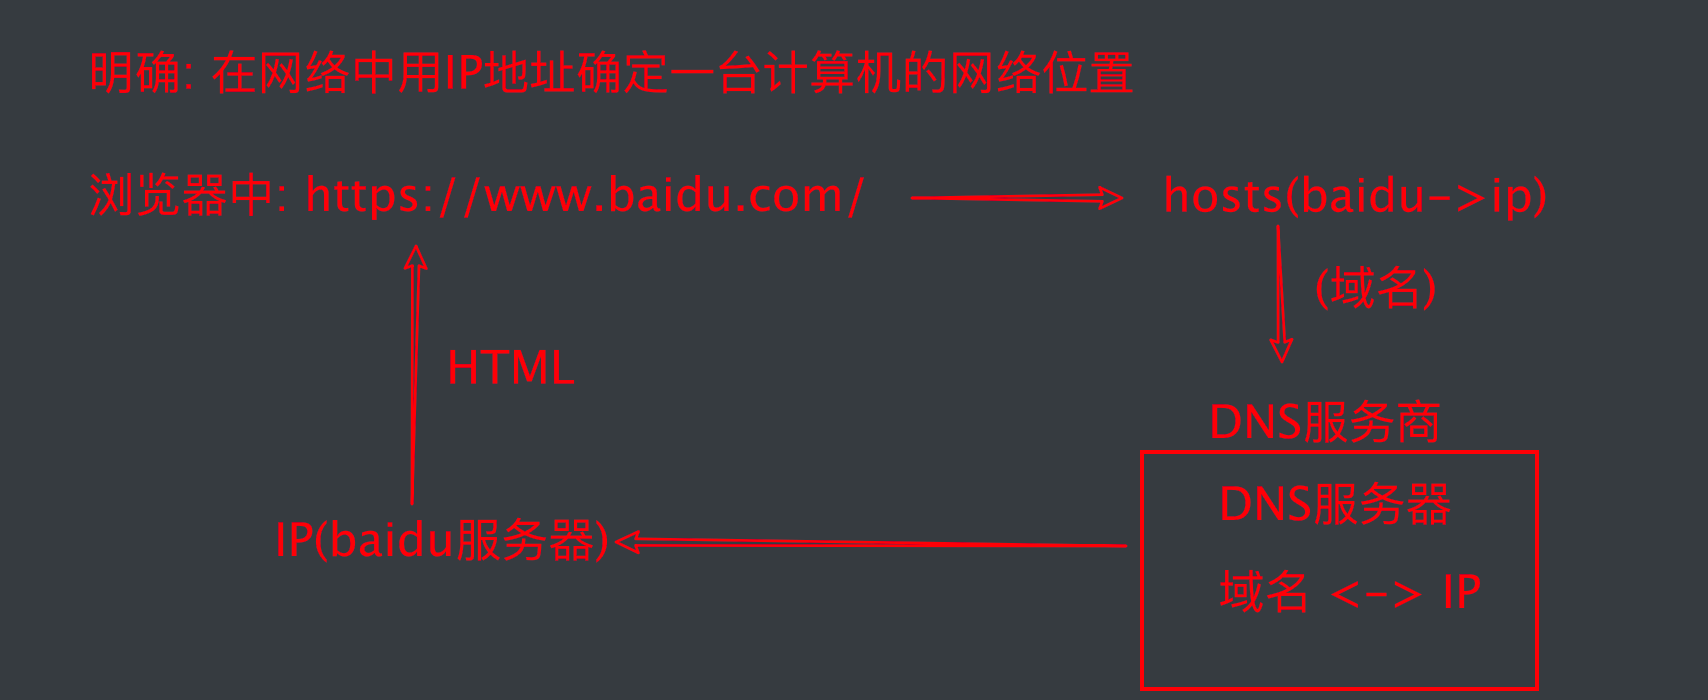 明确: 在网络中用IP地址确定一台计算机的网络位置
浏览器中: https://www.baidu.com/
hosts(baidu->ip)
(域名)
HTML
DNS服务商
DNS服务器
IP(baidu服务器)
域名 <-> IP